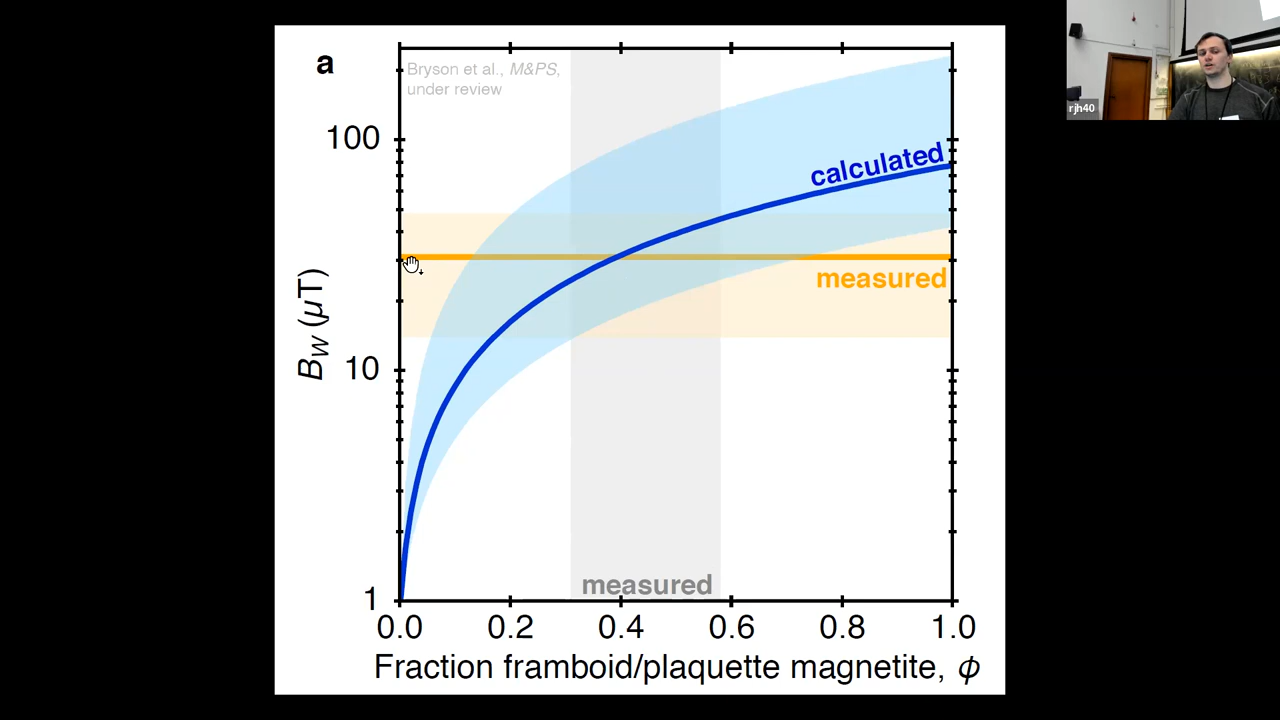 a
Bryson et al., M&PS,
under review
100
10
1
B_W (μT)
calculated
measured
measured
0.0 0.2 0.4 0.6 0.8 1.0
Fraction framboid/plaquette magnetite, ϕ
rjh40